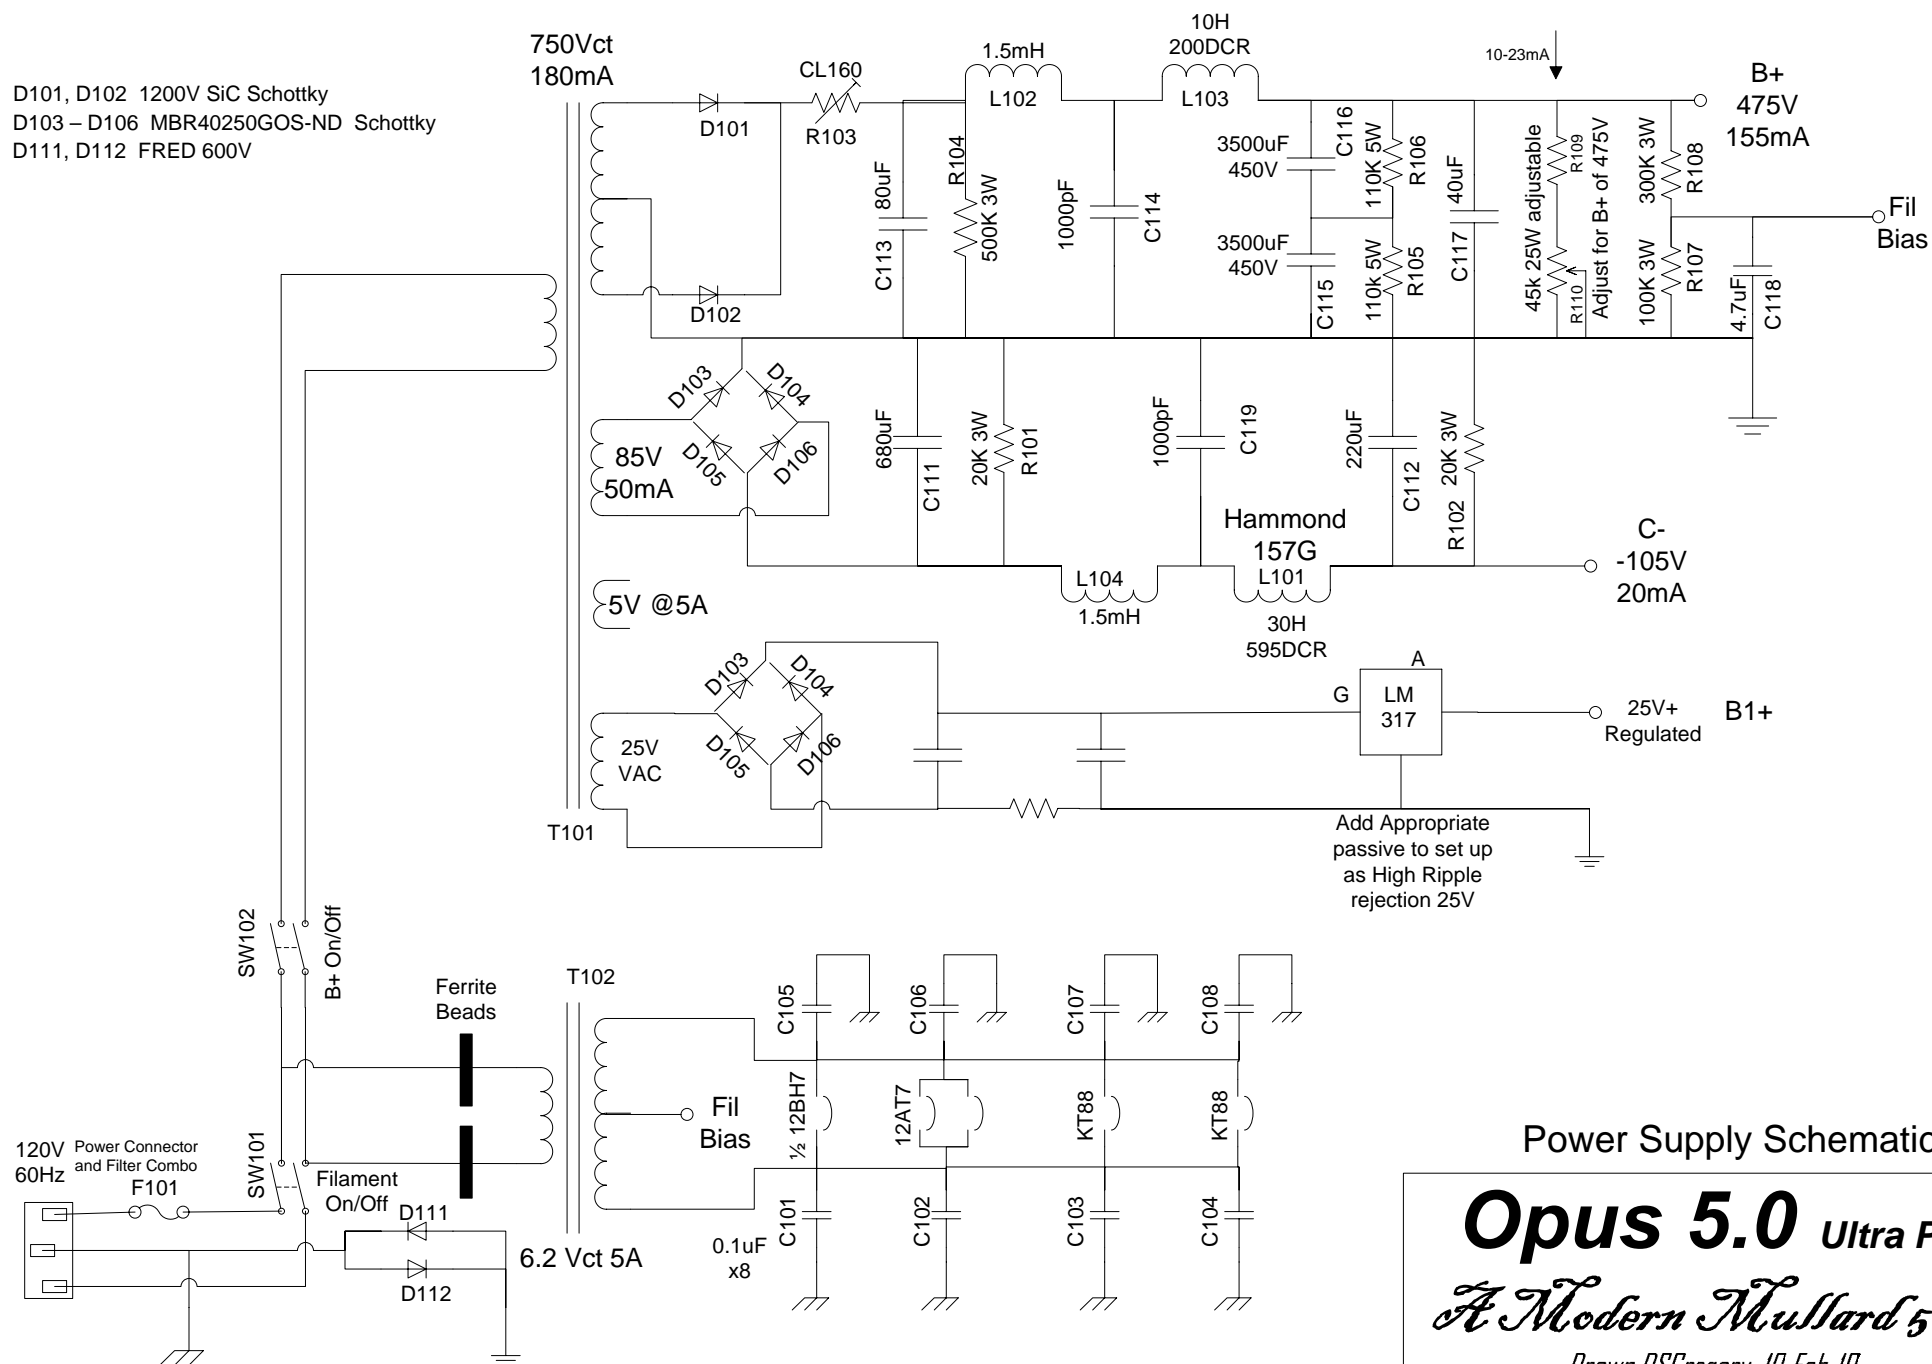 D101, D102 1200V SiC Schottky
D103 – D106 MBR40250GOS-ND Schottky
D111, D112 FRED 600V
750Vct
180mA
D101
D102
CL160
R103
80uF
C113
R104
500K 3W
1.5mH
L102
1000pF
C114
10H
200DCR
L103
3500uF
450V
C116
3500uF
450V
C115
110K 5W
R106
110k 5W
R105
40uF
C117
10-23mA
45k 25W adjustable
R109
R110
Adjust for B+ of 475V
300K 3W
R108
100K 3W
R107
4.7uF
C118
B+
475V
155mA
Fil
Bias
85V
50mA
D103
D104
D105
D106
680uF
C111
20K 3W
R101
1000pF
C119
220uF
C112
20K 3W
R102
L104
1.5mH
Hammond
157G
L101
30H
595DCR
C-
-105V
20mA
5V @5A
25V
VAC
T101
D103
D104
D105
D106
G
A
LM
317
25V+
Regulated
B1+
Add Appropriate
passive to set up
as High Ripple
rejection 25V
SW102
B+ On/Off
Ferrite
Beads
T102
Fil
Bias
6.2 Vct 5A
C105
C106
C107
C108
½ 12BH7
12AT7
KT88
KT88
C101
C102
C103
C104
0.1uF
x8
120V
60Hz
Power Connector
and Filter Combo
F101
SW101
Filament
On/Off
D111
D112
Power Supply Schematic
Opus 5.0 Ultra
A Modern Mullard 5